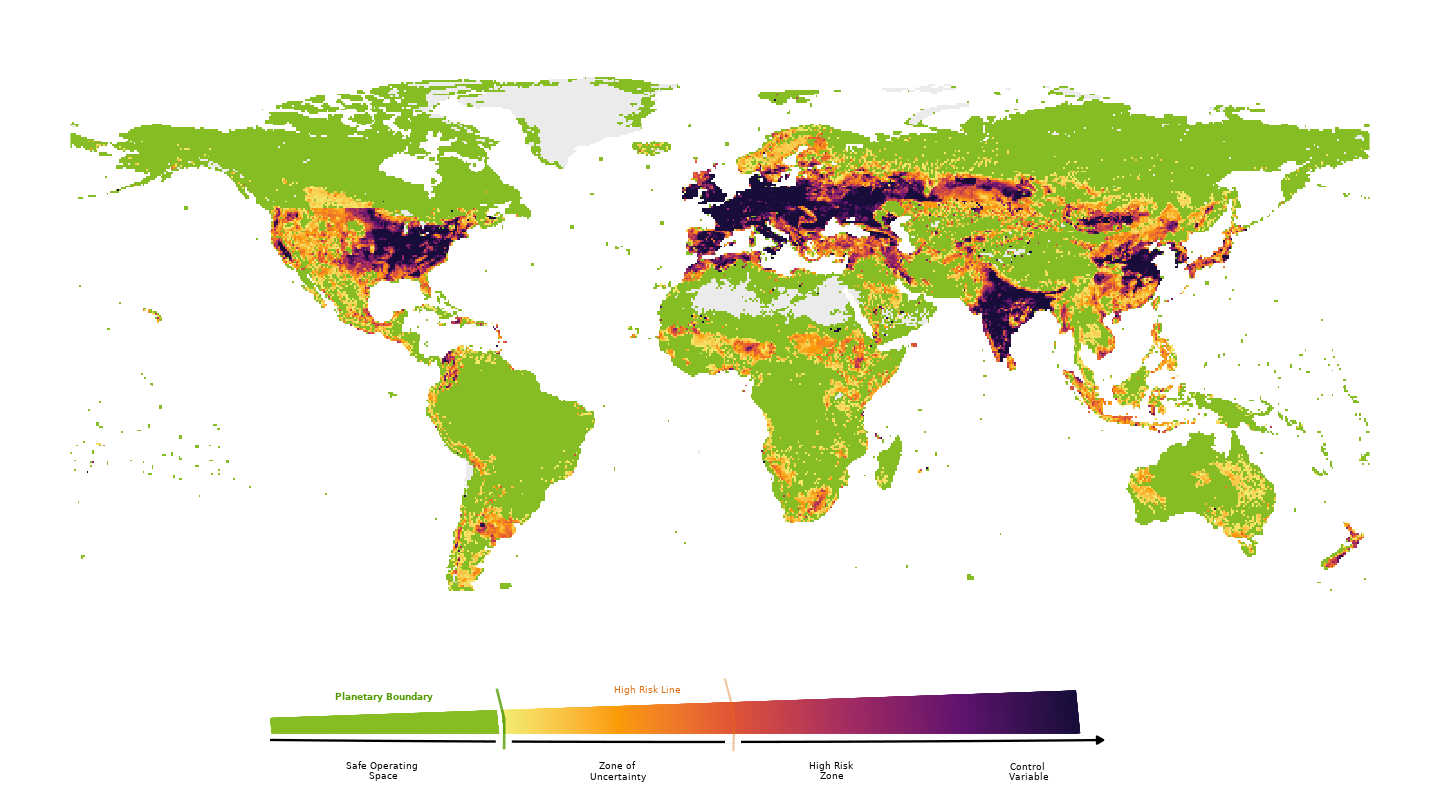 Planetary Boundary
High Risk Line
Safe Operating
Space
Zone of
Uncertainty
High Risk
Zone
Control
Variable